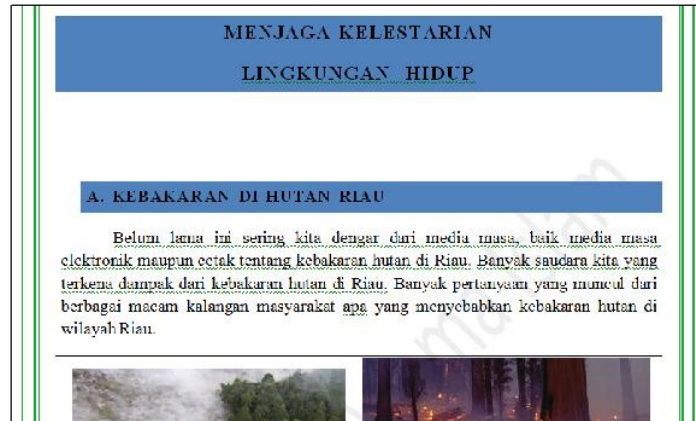 MENJAGA KELESTARIAN
LINGKUNGAN HIDUP
A. KEBAKARAN DI HUTAN RIAU
Belum lama ini sering kita dengar dari media masa, baik media masa
elektronik maupun cetak tentang kebakaran hutan di Riau. Banyak saudara kita yang
terkena dampak dari kebakaran hutan di Riau. Banyak pertanyaan yang muncul dari
berbagai macam kalangan masyarakat apa yang menyebabkan kebakaran hutan di
wilayah Riau.